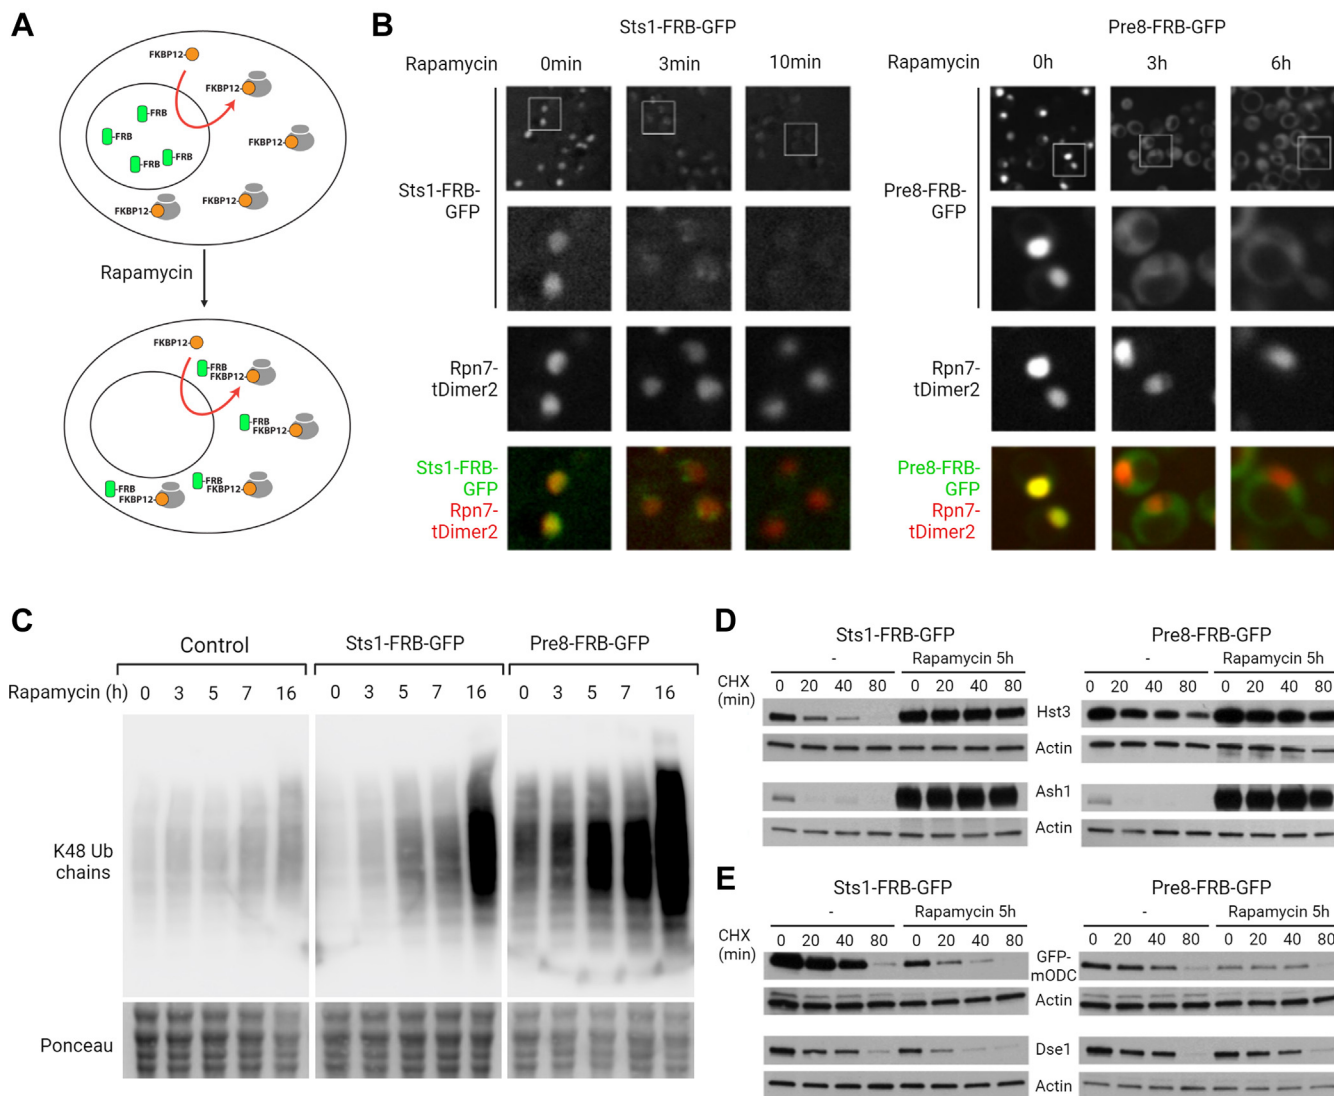 A
FKBP12-
FKBP12-
-FRB
-FRB
FKBP12-
-FRB
-FRB
FKBP12-
FKBP12-
Rapamycin
FKBP12-
-FRB
FKBP12-
-FRB
FKBP12-
-FRB
-FRB
FKBP12-
FKBP12-
B
Sts1-FRB-GFP
Rapamycin 0min 3min 10min
Sts1-FRB-
GFP
Rpn7-
tDimer2
Sts1-FRB-
GFP
Rpn7-
tDimer2
Pre8-FRB-GFP
Rapamycin 0h 3h 6h
Pre8-FRB-
GFP
Rpn7-
tDimer2
Pre8-FRB-
GFP
Rpn7-
tDimer2
C
Control Sts1-FRB-GFP Pre8-FRB-GFP
Rapamycin (h) 0 3 5 7 16 0 3 5 7 16 0 3 5 7 16
K48 Ub
chains
Ponceau
D
Sts1-FRB-GFP Pre8-FRB-GFP
- Rapamycin 5h - Rapamycin 5h
CHX
(min)
0 20 40 80 0 20 40 80 0 20 40 80 0 20 40 80
Hst3
Actin
Ash1
Actin
E
Sts1-FRB-GFP Pre8-FRB-GFP
- Rapamycin 5h - Rapamycin 5h
CHX
(min)
0 20 40 80 0 20 40 80 0 20 40 80 0 20 40 80
GFP-
mODC
Actin
Dse1
Actin